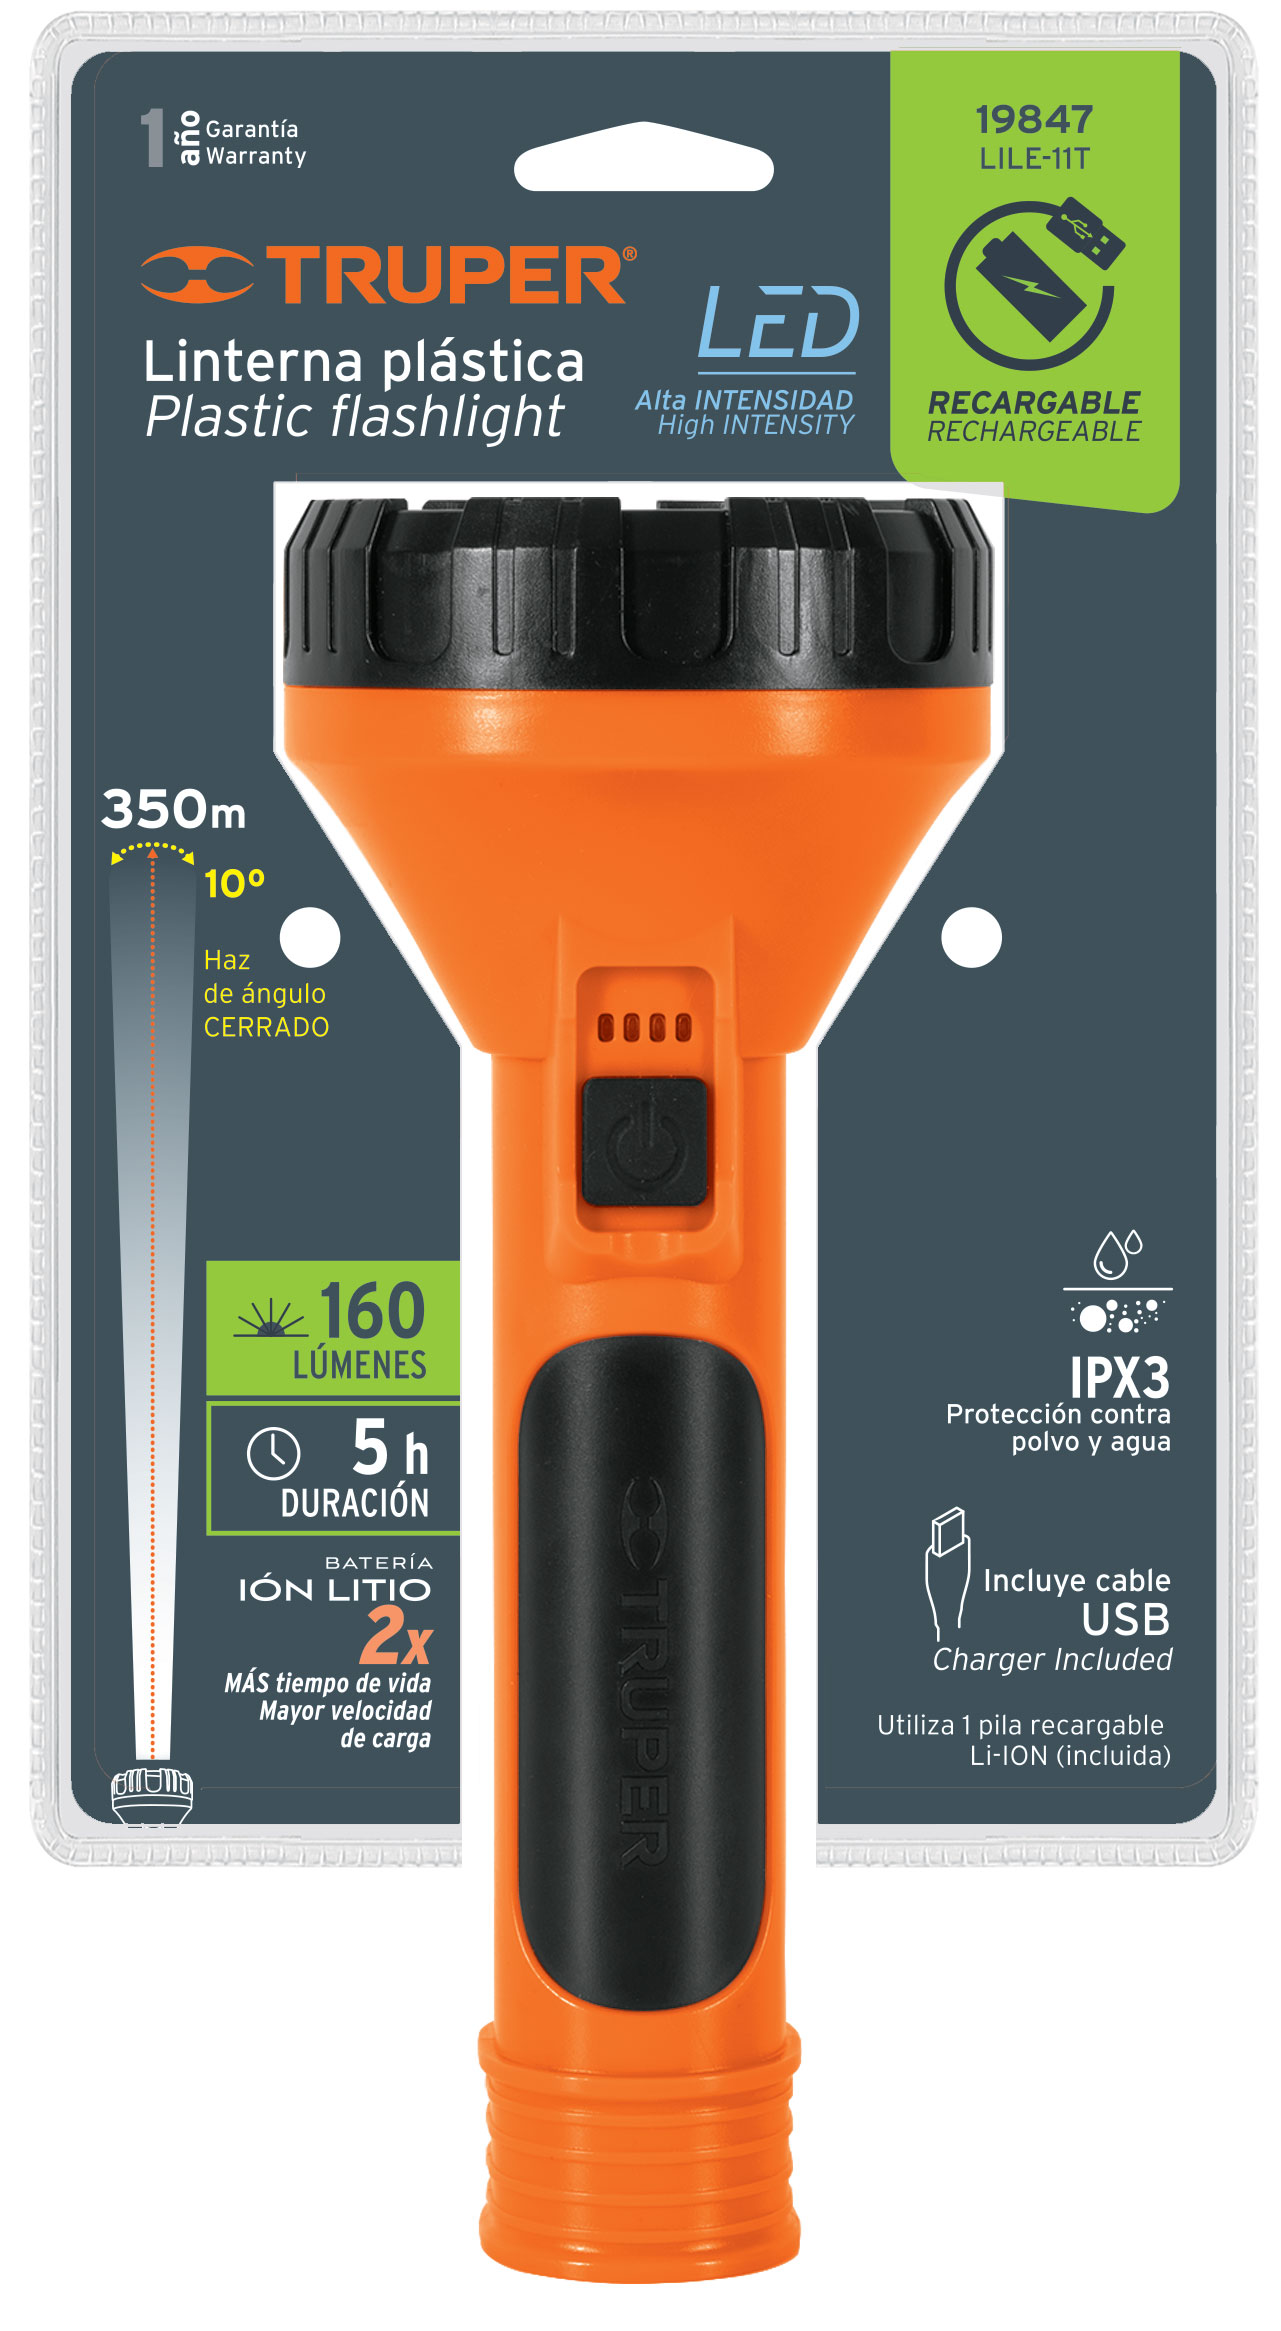 1 año
Garantía
Warranty
19847
LILE-11T
RECARGABLE
RECHARGEABLE
TRUPER®
Linterna plástica
Plastic flashlight
LED
Alta INTENSIDAD
High INTENSITY
350m
10º
Haz
de ángulo
CERRADO
160
LÚMENES
5 h
DURACIÓN
BATERÍA
IÓN LITIO
2x
MÁS tiempo de vida
Mayor velocidad
de carga
IPX3
Protección contra
polvo y agua
Incluye cable
USB
Charger Included
Utiliza 1 pila recargable
Li-ION (incluida)
TRUPER